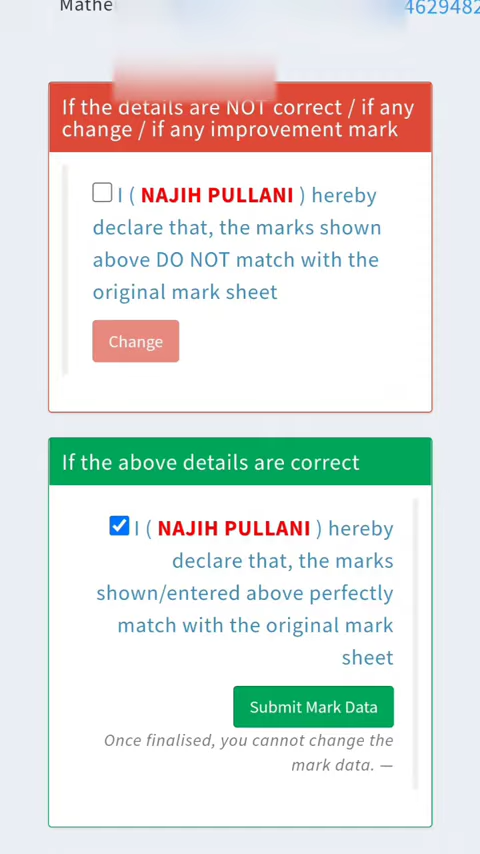 Mathe
4629482
If the details are NOT correct / if any
change / if any improvement mark
I ( NAJIH PULLANI ) hereby
declare that, the marks shown
above DO NOT match with the
original mark sheet
Change
If the above details are correct
I ( NAJIH PULLANI ) hereby
declare that, the marks
shown/entered above perfectly
match with the original mark
sheet
Submit Mark Data
Once finalised, you cannot change the
mark data. —